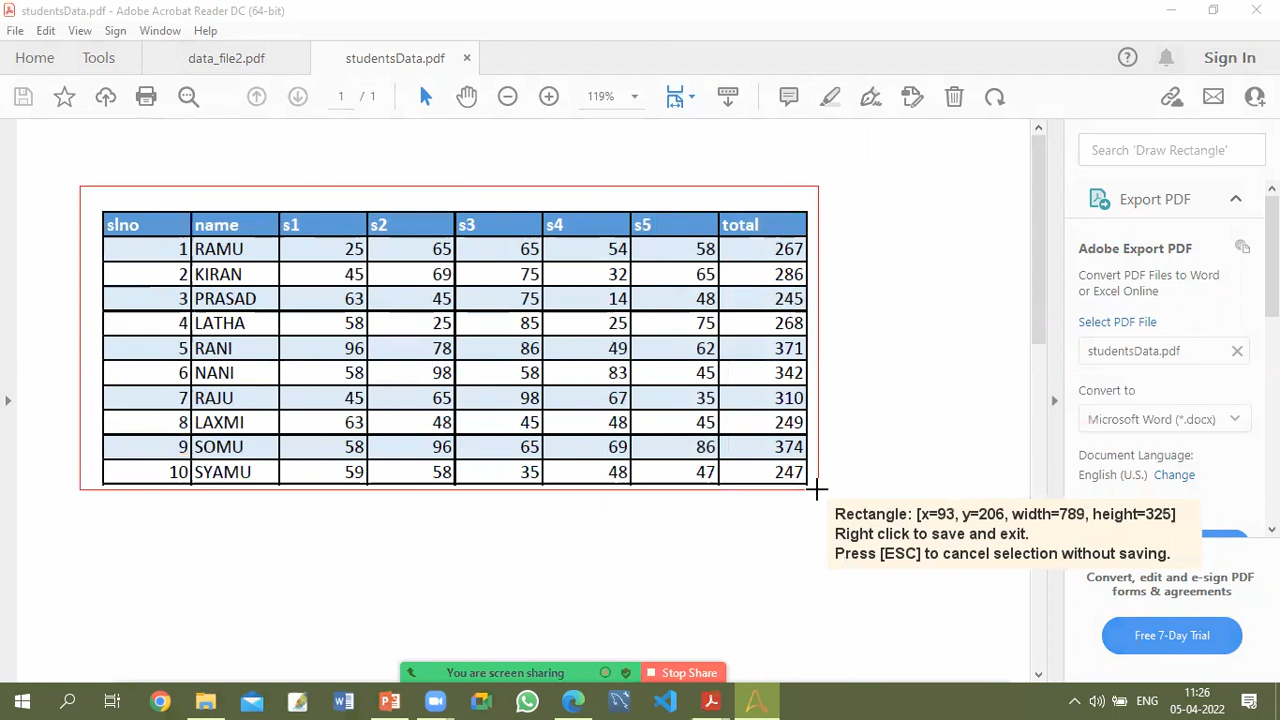 studentsData.pdf - Adobe Acrobat Reader DC (64-bit)
File Edit View Sign Window Help
Home Tools data_file2.pdf studentsData.pdf × Sign In
1 / 1 119%
Search 'Draw Rectangle'
Export PDF
Adobe Export PDF
Convert PDF Files to Word
or Excel Online
Select PDF File
studentsData.pdf
Convert to
Microsoft Word (*.docx)
Document Language:
English (U.S.) Change
slno name s1 s2 s3 s4 s5 total
1 RAMU 25 65 65 54 58 267
2 KIRAN 45 69 75 32 65 286
3 PRASAD 63 45 75 14 48 245
4 LATHA 58 25 85 25 75 268
5 RANI 96 78 86 49 62 371
6 NANI 58 98 58 83 45 342
7 RAJU 45 65 98 67 35 310
8 LAXMI 63 48 45 48 45 249
9 SOMU 58 96 65 69 86 374
10 SYAMU 59 58 35 48 47 247
Rectangle: [x=93, y=206, width=789, height=325]
Right click to save and exit.
Press [ESC] to cancel selection without saving.
Convert, edit and e-sign PDF
forms & agreements
Free 7-Day Trial
You are screen sharing Stop Share
ENG 11:26
05-04-2022